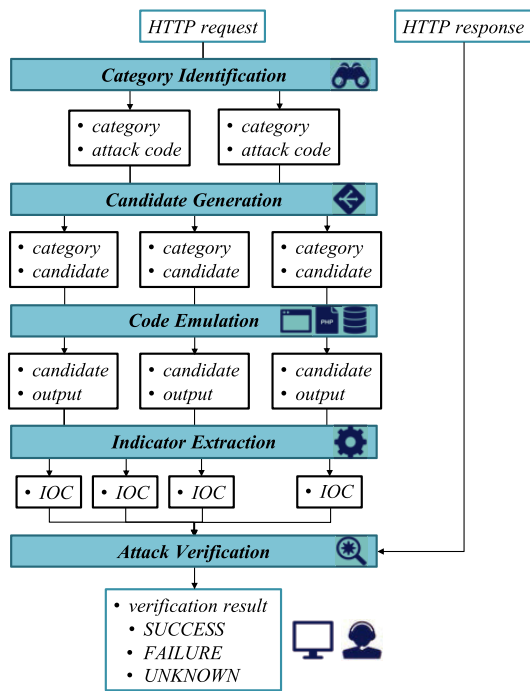 HTTP request
HTTP response
Category Identification
• category
• attack code
• category
• attack code
Candidate Generation
• category
• candidate
• category
• candidate
• category
• candidate
Code Emulation
PHP
• candidate
• output
• candidate
• output
• candidate
• output
Indicator Extraction
• IOC
• IOC
• IOC
• IOC
Attack Verification
• verification result
• SUCCESS
• FAILURE
• UNKNOWN